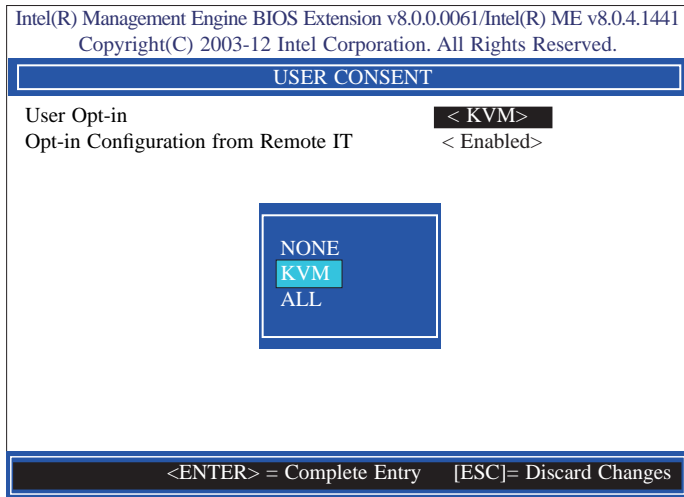 Intel(R) Management Engine BIOS Extension v8.0.0.0061/Intel(R) ME v8.0.4.1441
Copyright(C) 2003-12 Intel Corporation. All Rights Reserved.
USER CONSENT
User Opt-in < KVM>
Opt-in Configuration from Remote IT < Enabled>
NONE
KVM
ALL
<ENTER> = Complete Entry [ESC]= Discard Changes